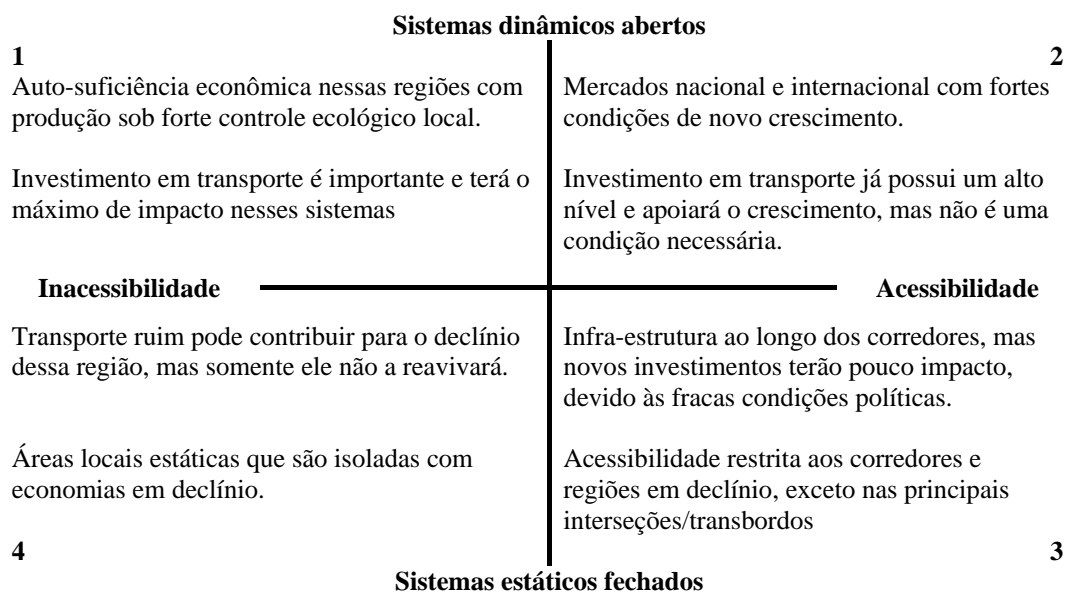 Sistemas dinâmicos abertos
1
Auto-suficiência econômica nessas regiões com
produção sob forte controle ecológico local.
Investimento em transporte é importante e terá o
máximo de impacto nesses sistemas
2
Mercados nacional e internacional com fortes
condições de novo crescimento.
Investimento em transporte já possui um alto
nível e apoiará o crescimento, mas não é uma
condição necessária.
Inacessibilidade
Acessibilidade
Transporte ruim pode contribuir para o declínio
dessa região, mas somente ele não a reavivará.
Áreas locais estáticas que são isoladas com
economias em declínio.
4
Infra-estrutura ao longo dos corredores, mas
novos investimentos terão pouco impacto,
devido às fracas condições políticas.
Acessibilidade restrita aos corredores e
regiões em declínio, exceto nas principais
interseções/transbordos
3
Sistemas estáticos fechados